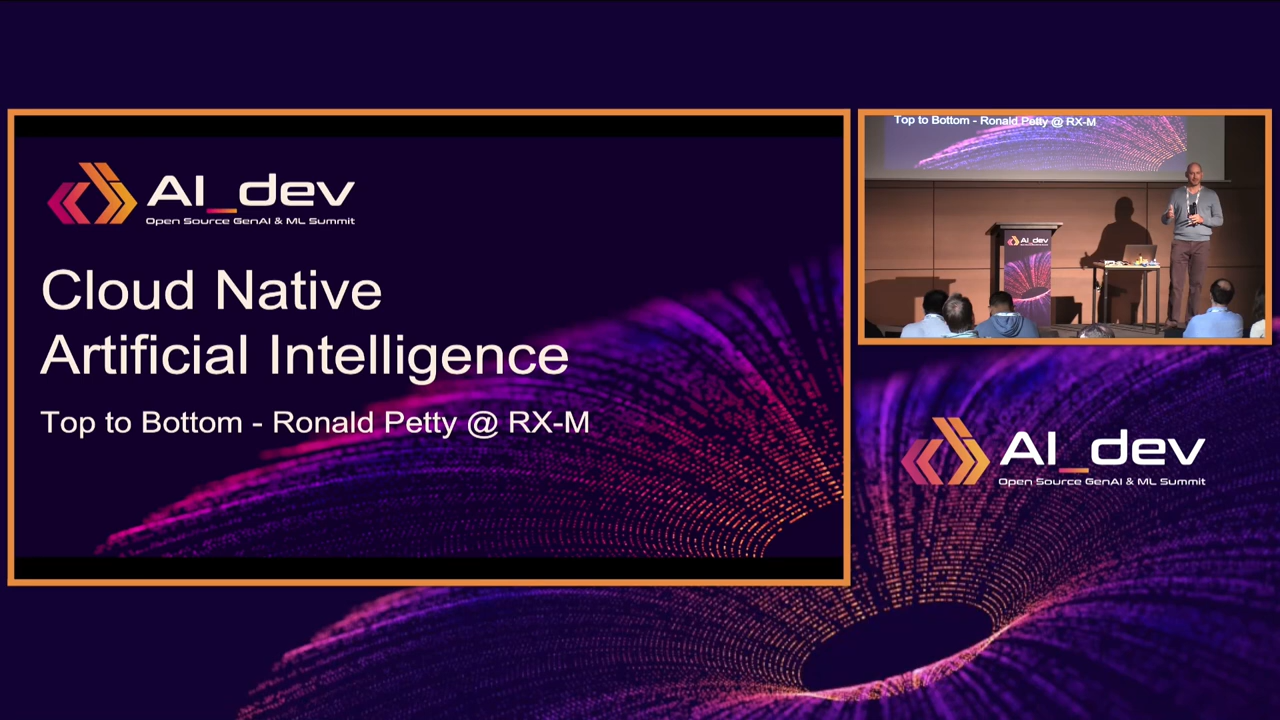 AI_dev
Open Source GenAI & ML Summit
Cloud Native
Artificial Intelligence
Top to Bottom - Ronald Petty @ RX-M
Top to Bottom - Ronald Petty @ RX-M
AI_dev
AI_dev
Open Source GenAI & ML Summit